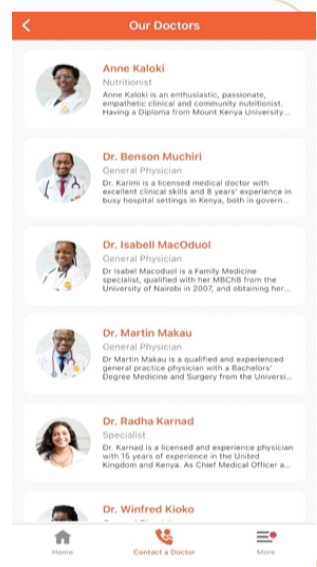 Our Doctors
Anne Kaloki
Nutritionist
Anne Kaloki is an enthusiastic, passionate,
empathetic clinical and community nutritionist.
Having a Diploma from Mount Kenya University...
Dr. Benson Muchiri
General Physician
Dr. Karimi is a licensed medical doctor with
excellent clinical skills and 8 years' experience in
busy hospital settings in Kenya, both in govern...
Dr. Isabell MacOduol
General Physician
Dr Isabel Macoduol is a Family Medicine
specialist, qualified with her MBChB from the
University of Nairobi in 2007, and obtaining her...
Dr. Martin Makau
General Physician
Dr Martin Makau is a qualified and experienced
general practice physician with a Bachelors'
Degree Medicine and Surgery from the Universi...
Dr. Radha Karnad
Specialist
Dr. Karnad is a licensed and experience physician
with 15 years of experience in the United
Kingdom and Kenya. As Chief Medical Officer a...
Dr. Winfred Kioko
Home
Contact a Doctor
More